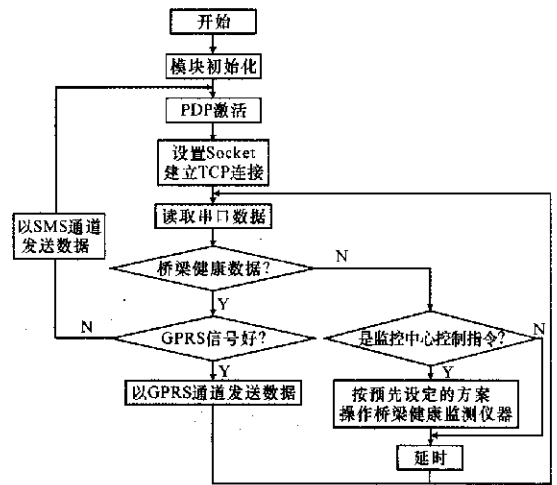 开始
模块初始化
PDP激活
设置Socket
建立TCP连接
读取串口数据
以SMS通道
发送数据
桥梁健康数据?
N
Y
N
GPRS信号好?
是监控中心控制指令?
N
Y
Y
以GPRS通道发送数据
按预先设定的方案
操作桥梁健康监测仪器
延时